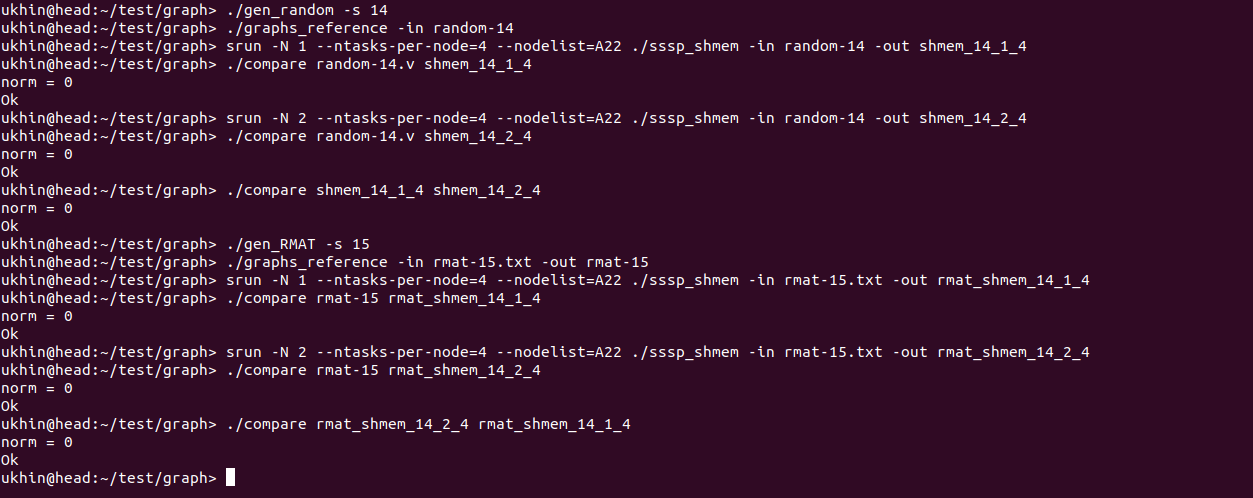 ukhin@head:~/test/graph> ./gen_random -s 14
ukhin@head:~/test/graph> ./graphs_reference -in random-14
ukhin@head:~/test/graph> srun -N 1 --ntasks-per-node=4 --nodelist=A22 ./sssp_shmem -in random-14 -out shmem_14_1_4
ukhin@head:~/test/graph> ./compare random-14.v shmem_14_1_4
norm = 0
Ok
ukhin@head:~/test/graph> srun -N 2 --ntasks-per-node=4 --nodelist=A22 ./sssp_shmem -in random-14 -out shmem_14_2_4
ukhin@head:~/test/graph> ./compare random-14.v shmem_14_2_4
norm = 0
Ok
ukhin@head:~/test/graph> ./compare shmem_14_1_4 shmem_14_2_4
norm = 0
Ok
ukhin@head:~/test/graph> ./gen_RMAT -s 15
ukhin@head:~/test/graph> ./graphs_reference -in rmat-15.txt -out rmat-15
ukhin@head:~/test/graph> srun -N 1 --ntasks-per-node=4 --nodelist=A22 ./sssp_shmem -in rmat-15.txt -out rmat_shmem_14_1_4
ukhin@head:~/test/graph> ./compare rmat-15 rmat_shmem_14_1_4
norm = 0
Ok
ukhin@head:~/test/graph> srun -N 2 --ntasks-per-node=4 --nodelist=A22 ./sssp_shmem -in rmat-15.txt -out rmat_shmem_14_2_4
ukhin@head:~/test/graph> ./compare rmat-15 rmat_shmem_14_2_4
norm = 0
Ok
ukhin@head:~/test/graph> ./compare rmat_shmem_14_2_4 rmat_shmem_14_1_4
norm = 0
Ok
ukhin@head:~/test/graph>